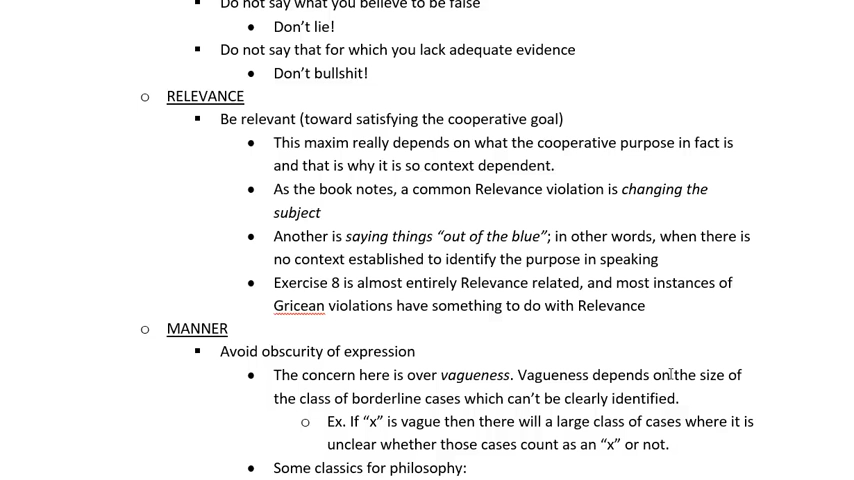 Do not say what you believe to be false
Don't lie!
Do not say that for which you lack adequate evidence
Don't bullshit!
RELEVANCE
Be relevant (toward satisfying the cooperative goal)
This maxim really depends on what the cooperative purpose in fact is
and that is why it is so context dependent.
As the book notes, a common Relevance violation is changing the
subject
Another is saying things “out of the blue”; in other words, when there is
no context established to identify the purpose in speaking
Exercise 8 is almost entirely Relevance related, and most instances of
Gricean violations have something to do with Relevance
MANNER
Avoid obscurity of expression
The concern here is over vagueness. Vagueness depends on the size of
the class of borderline cases which can't be clearly identified.
Ex. If “x” is vague then there will a large class of cases where it is
unclear whether those cases count as an “x” or not.
Some classics for philosophy: